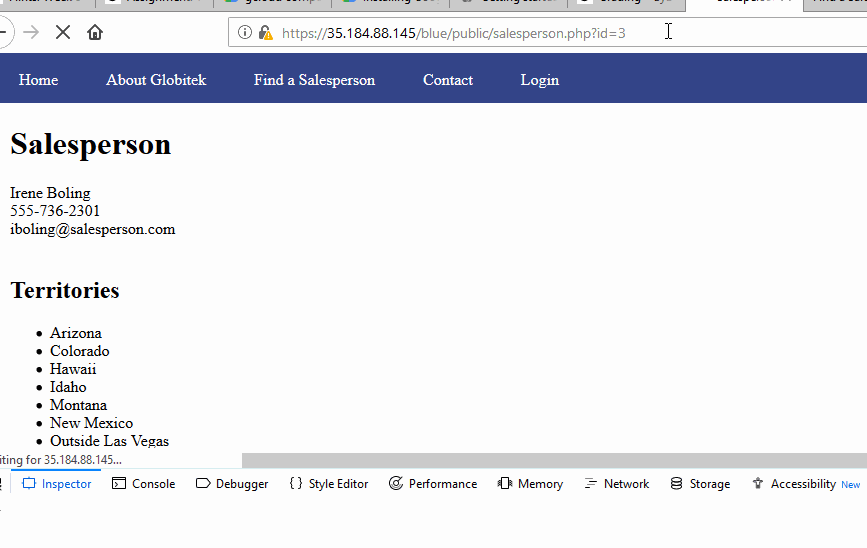 https://35.184.88.145/blue/public/salesperson.php?id=3
Home About Globitek Find a Salesperson Contact Login
Salesperson
Irene Boling
555-736-2301
iboling@salesperson.com
Territories
Arizona
Colorado
Hawaii
Idaho
Montana
New Mexico
Outside Las Vegas
iting for 35.184.88.145...
Inspector Console Debugger {} Style Editor Performance Memory Network Storage Accessibility New